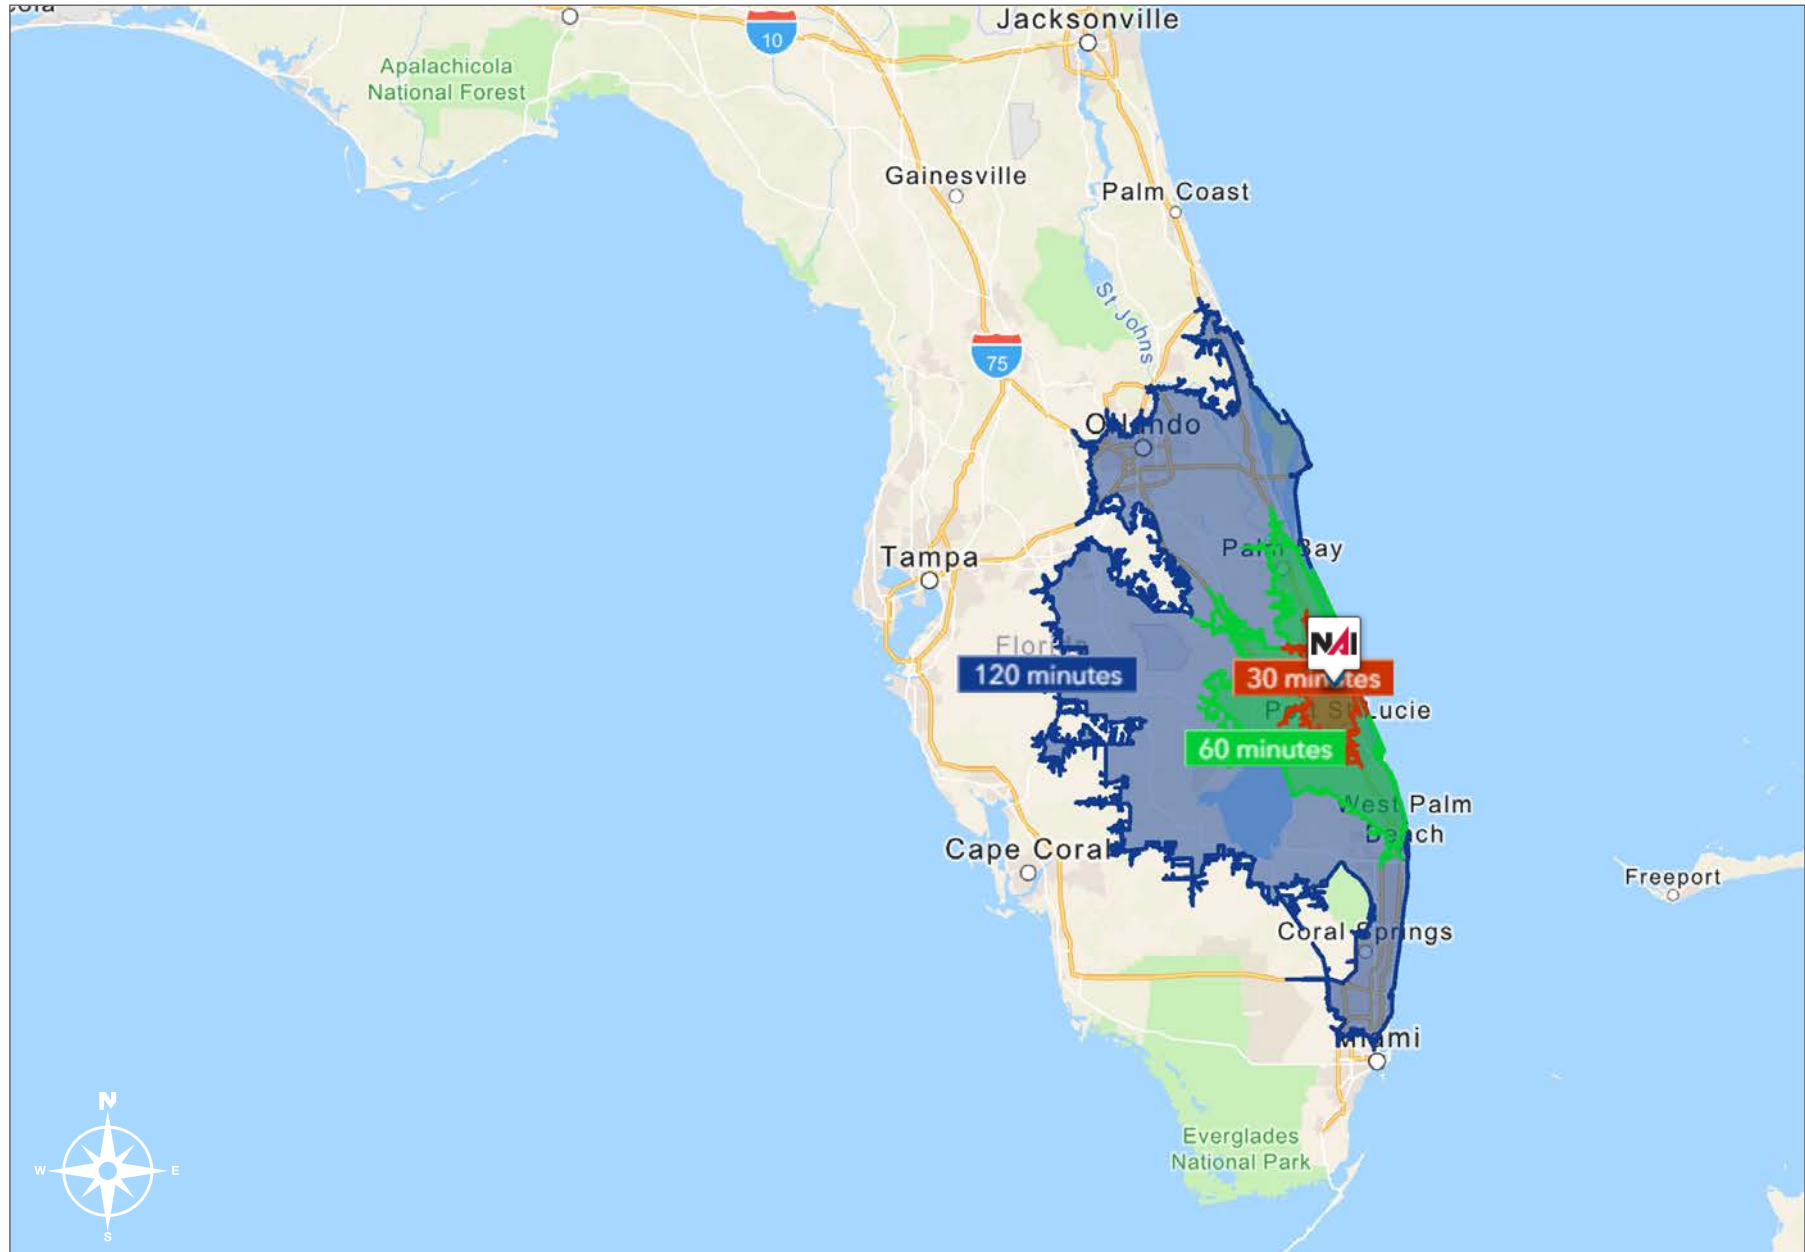 Jacksonville
10
Apalachicola
National Forest
Gainesville
Palm Coast
St Johns
75
Orlando
Palm Bay
Tampa
NAI
Florida
120 minutes
30 minutes
Port St Lucie
60 minutes
West Palm
Beach
Cape Coral
Freeport
Coral Springs
Miami
N
W
E
S
Everglades
National Park